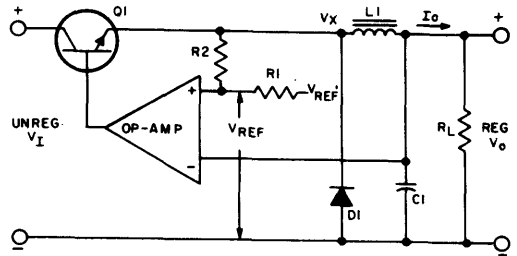 + Q1 VX L1 Io +
R2
R1
+ VREF'
UNREG
VI
OP-AMP
VREF
RL
REG
Vo
-
D1
C1
- -